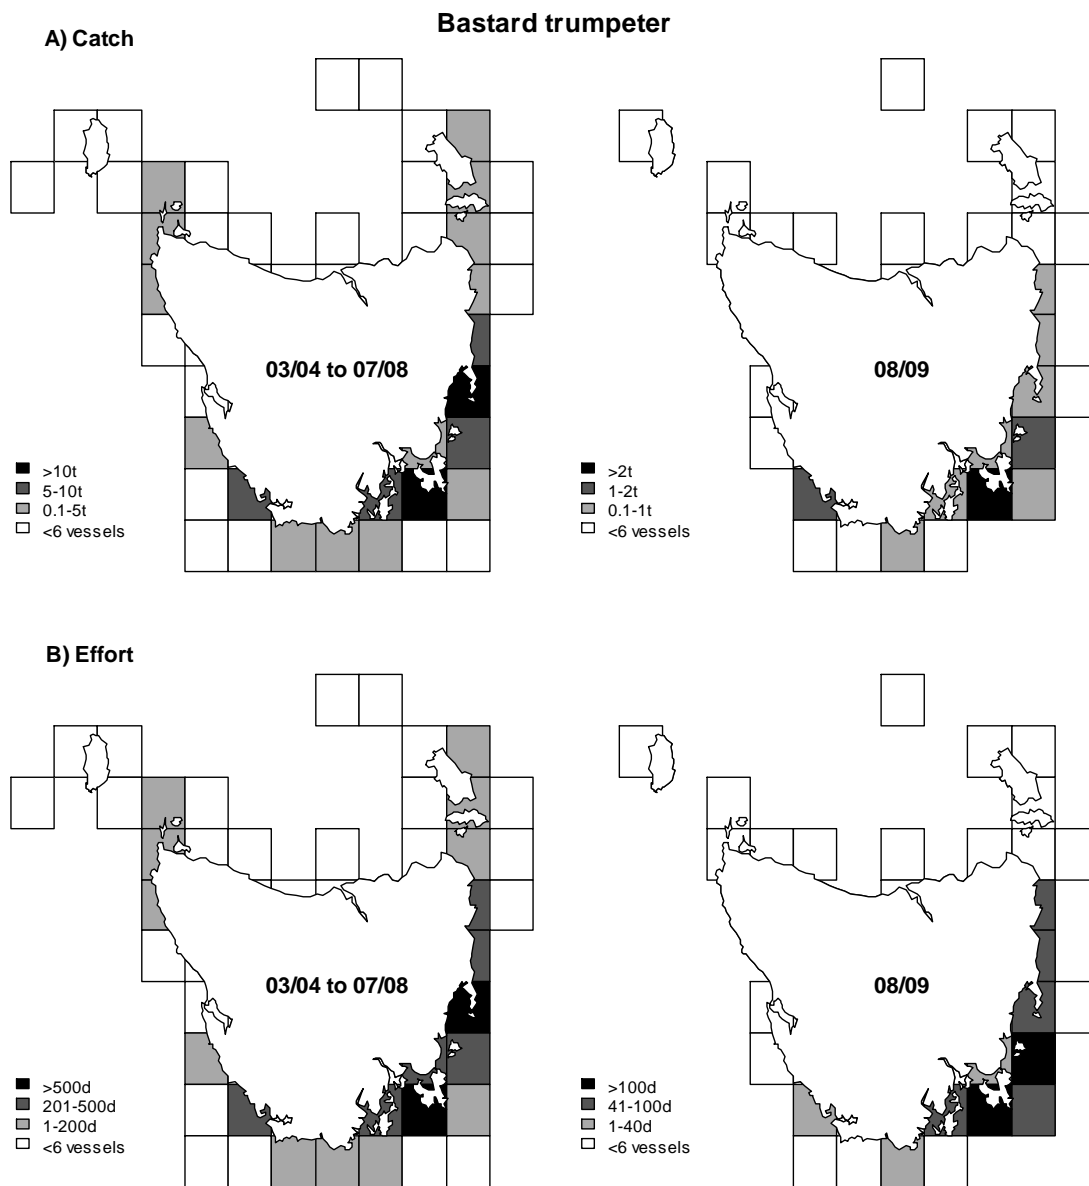 Bastard trumpeter
A) Catch
03/04 to 07/08
08/09
>10t
5-10t
0.1-5t
<6 vessels
>2t
1-2t
0.1-1t
<6 vessels
B) Effort
03/04 to 07/08
08/09
>500d
201-500d
1-200d
<6 vessels
>100d
41-100d
1-40d
<6 vessels